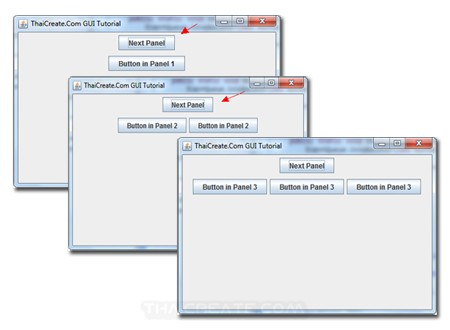 ThaiCreate.Com GUI Tutorial
Next Panel
Button in Panel 1
ThaiCreate.Com GUI Tutorial
Next Panel
Button in Panel 2 Button in Panel 2
ThaiCreate.Com GUI Tutorial
Next Panel
Button in Panel 3 Button in Panel 3 Button in Panel 3
THAICREATE.COM